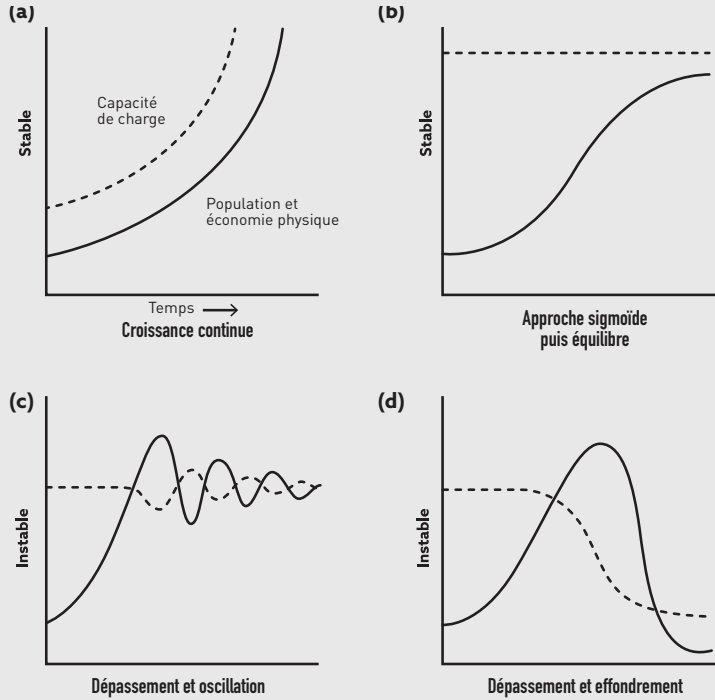 (a)
Stable
Capacité
de charge
Population et
économie physique
Temps
Croissance continue
(b)
Stable
Approche sigmoïde
puis équilibre
(c)
Instable
Dépassement et oscillation
(d)
Instable
Dépassement et effondrement